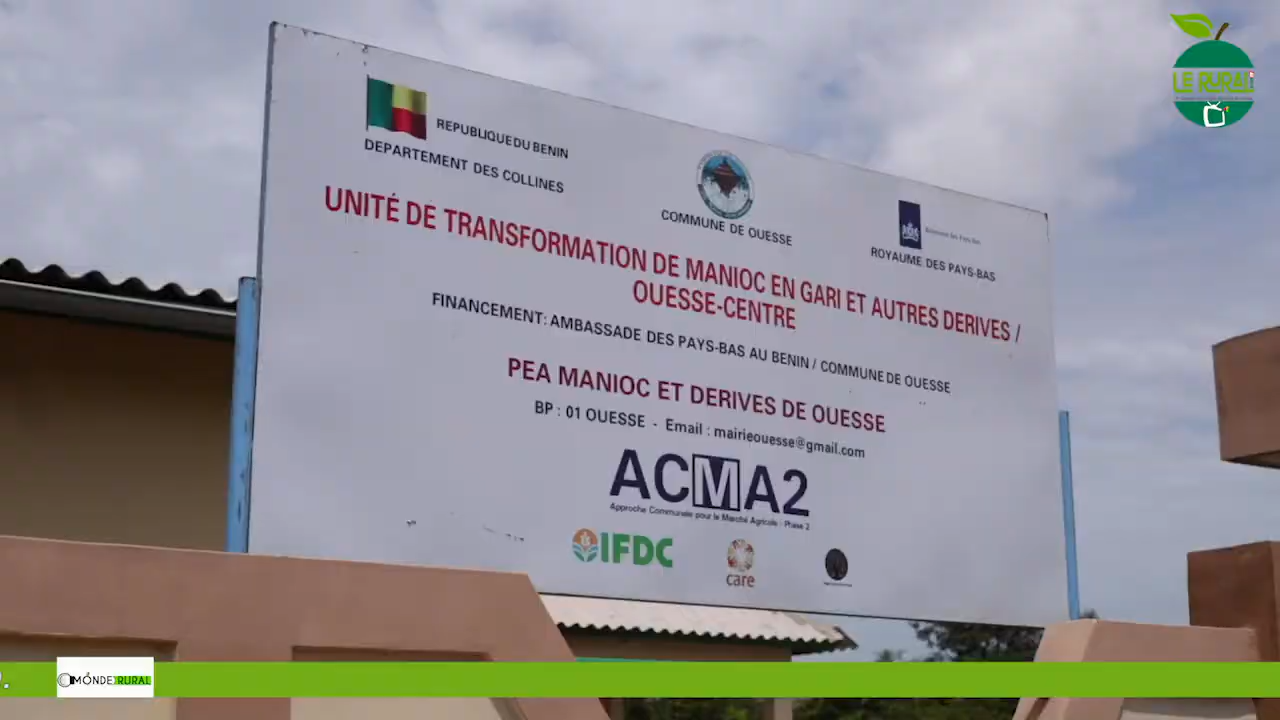 LE RURAL
REPUBLIQUE DU BENIN
DEPARTEMENT DES COLLINES
COMMUNE DE OUESSE
ROYAUME DES PAYS-BAS
UNITÉ DE TRANSFORMATION DE MANIOC EN GARI ET AUTRES DERIVES /
OUESSE-CENTRE
FINANCEMENT: AMBASSADE DES PAYS-BAS AU BENIN / COMMUNE DE OUESSE
PEA MANIOC ET DERIVES DE OUESSE
BP : 01 OUESSE - Email : mairieouesse@gmail.com
ACMA2
Approche Communale pour le Marché Agricole - Phase 2
IFDC
care
MONDE RURAL